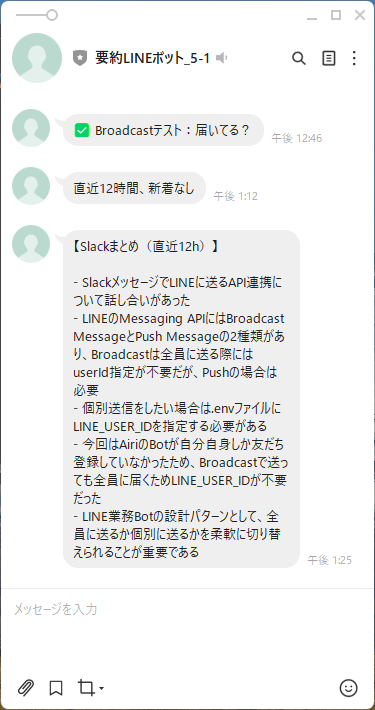 要約LINEボット_5-1
✅ Broadcastテスト：届いてる？
午後 12:46
直近12時間、新着なし
午後 1:12
【Slackまとめ（直近12h）】
- SlackメッセージでLINEに送るAPI連携に
ついて話し合いがあった
- LINEのMessaging APIにはBroadcast
MessageとPush Messageの2種類があ
り、Broadcastは全員に送る際には
userId指定が不要だが、Pushの場合は
必要
- 個別送信をしたい場合は.envファイルに
LINE_USER_IDを指定する必要がある
- 今回はAiriのBotが自分自身しか友だち
登録していなかったため、Broadcastで送っ
ても全員に届くためLINE_USER_IDが不要
だった
- LINE業務Botの設計パターンとして、全
員に送るか個別に送るかを柔軟に切り替
えられることが重要である
午後 1:25
メッセージを入力